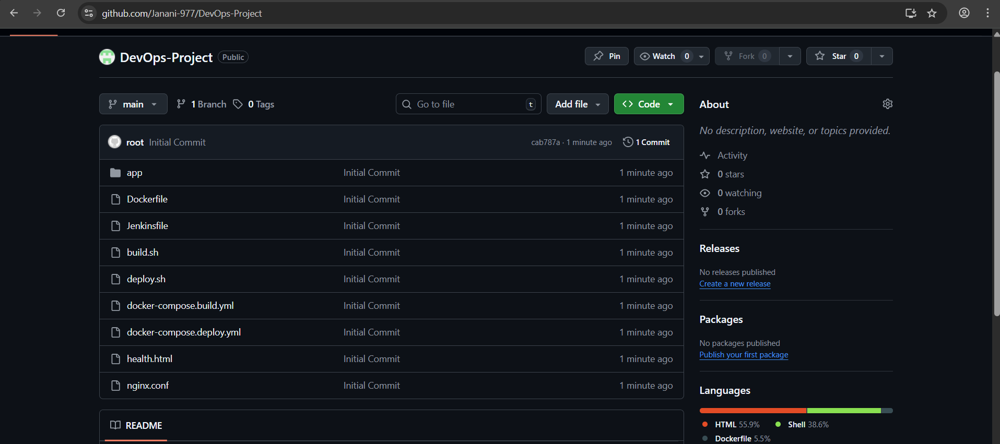 github.com/Janani-977/DevOps-Project
DevOps-Project Public
Pin
Watch 0
Fork 0
Star 0
main
1 Branch
0 Tags
Go to file t
Add file
Code
root Initial Commit cab787a · 1 minute ago 1 Commit
app Initial Commit 1 minute ago
Dockerfile Initial Commit 1 minute ago
Jenkinsfile Initial Commit 1 minute ago
build.sh Initial Commit 1 minute ago
deploy.sh Initial Commit 1 minute ago
docker-compose.build.yml Initial Commit 1 minute ago
docker-compose.deploy.yml Initial Commit 1 minute ago
health.html Initial Commit 1 minute ago
nginx.conf Initial Commit 1 minute ago
README
About
No description, website, or topics provided.
Activity
0 stars
0 watching
0 forks
Releases
No releases published
Create a new release
Packages
No packages published
Publish your first package
Languages
HTML 55.9% Shell 38.6%
Dockerfile 5.5%